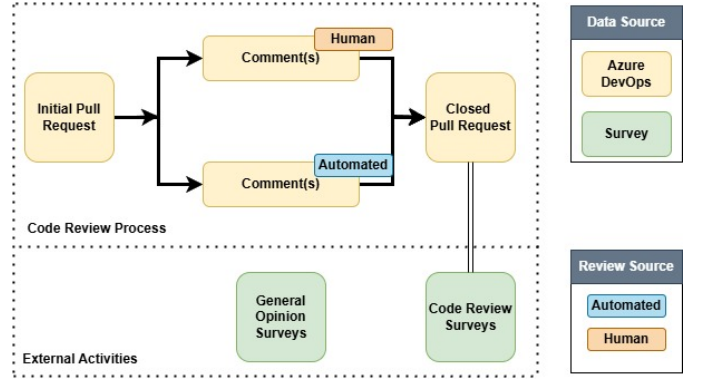 Human
Comment(s)
Initial Pull
Request
Closed
Pull Request
Automated
Comment(s)
Code Review Process
General
Opinion
Surveys
Code Review
Surveys
External Activities
Data Source
Azure
DevOps
Survey
Review Source
Automated
Human